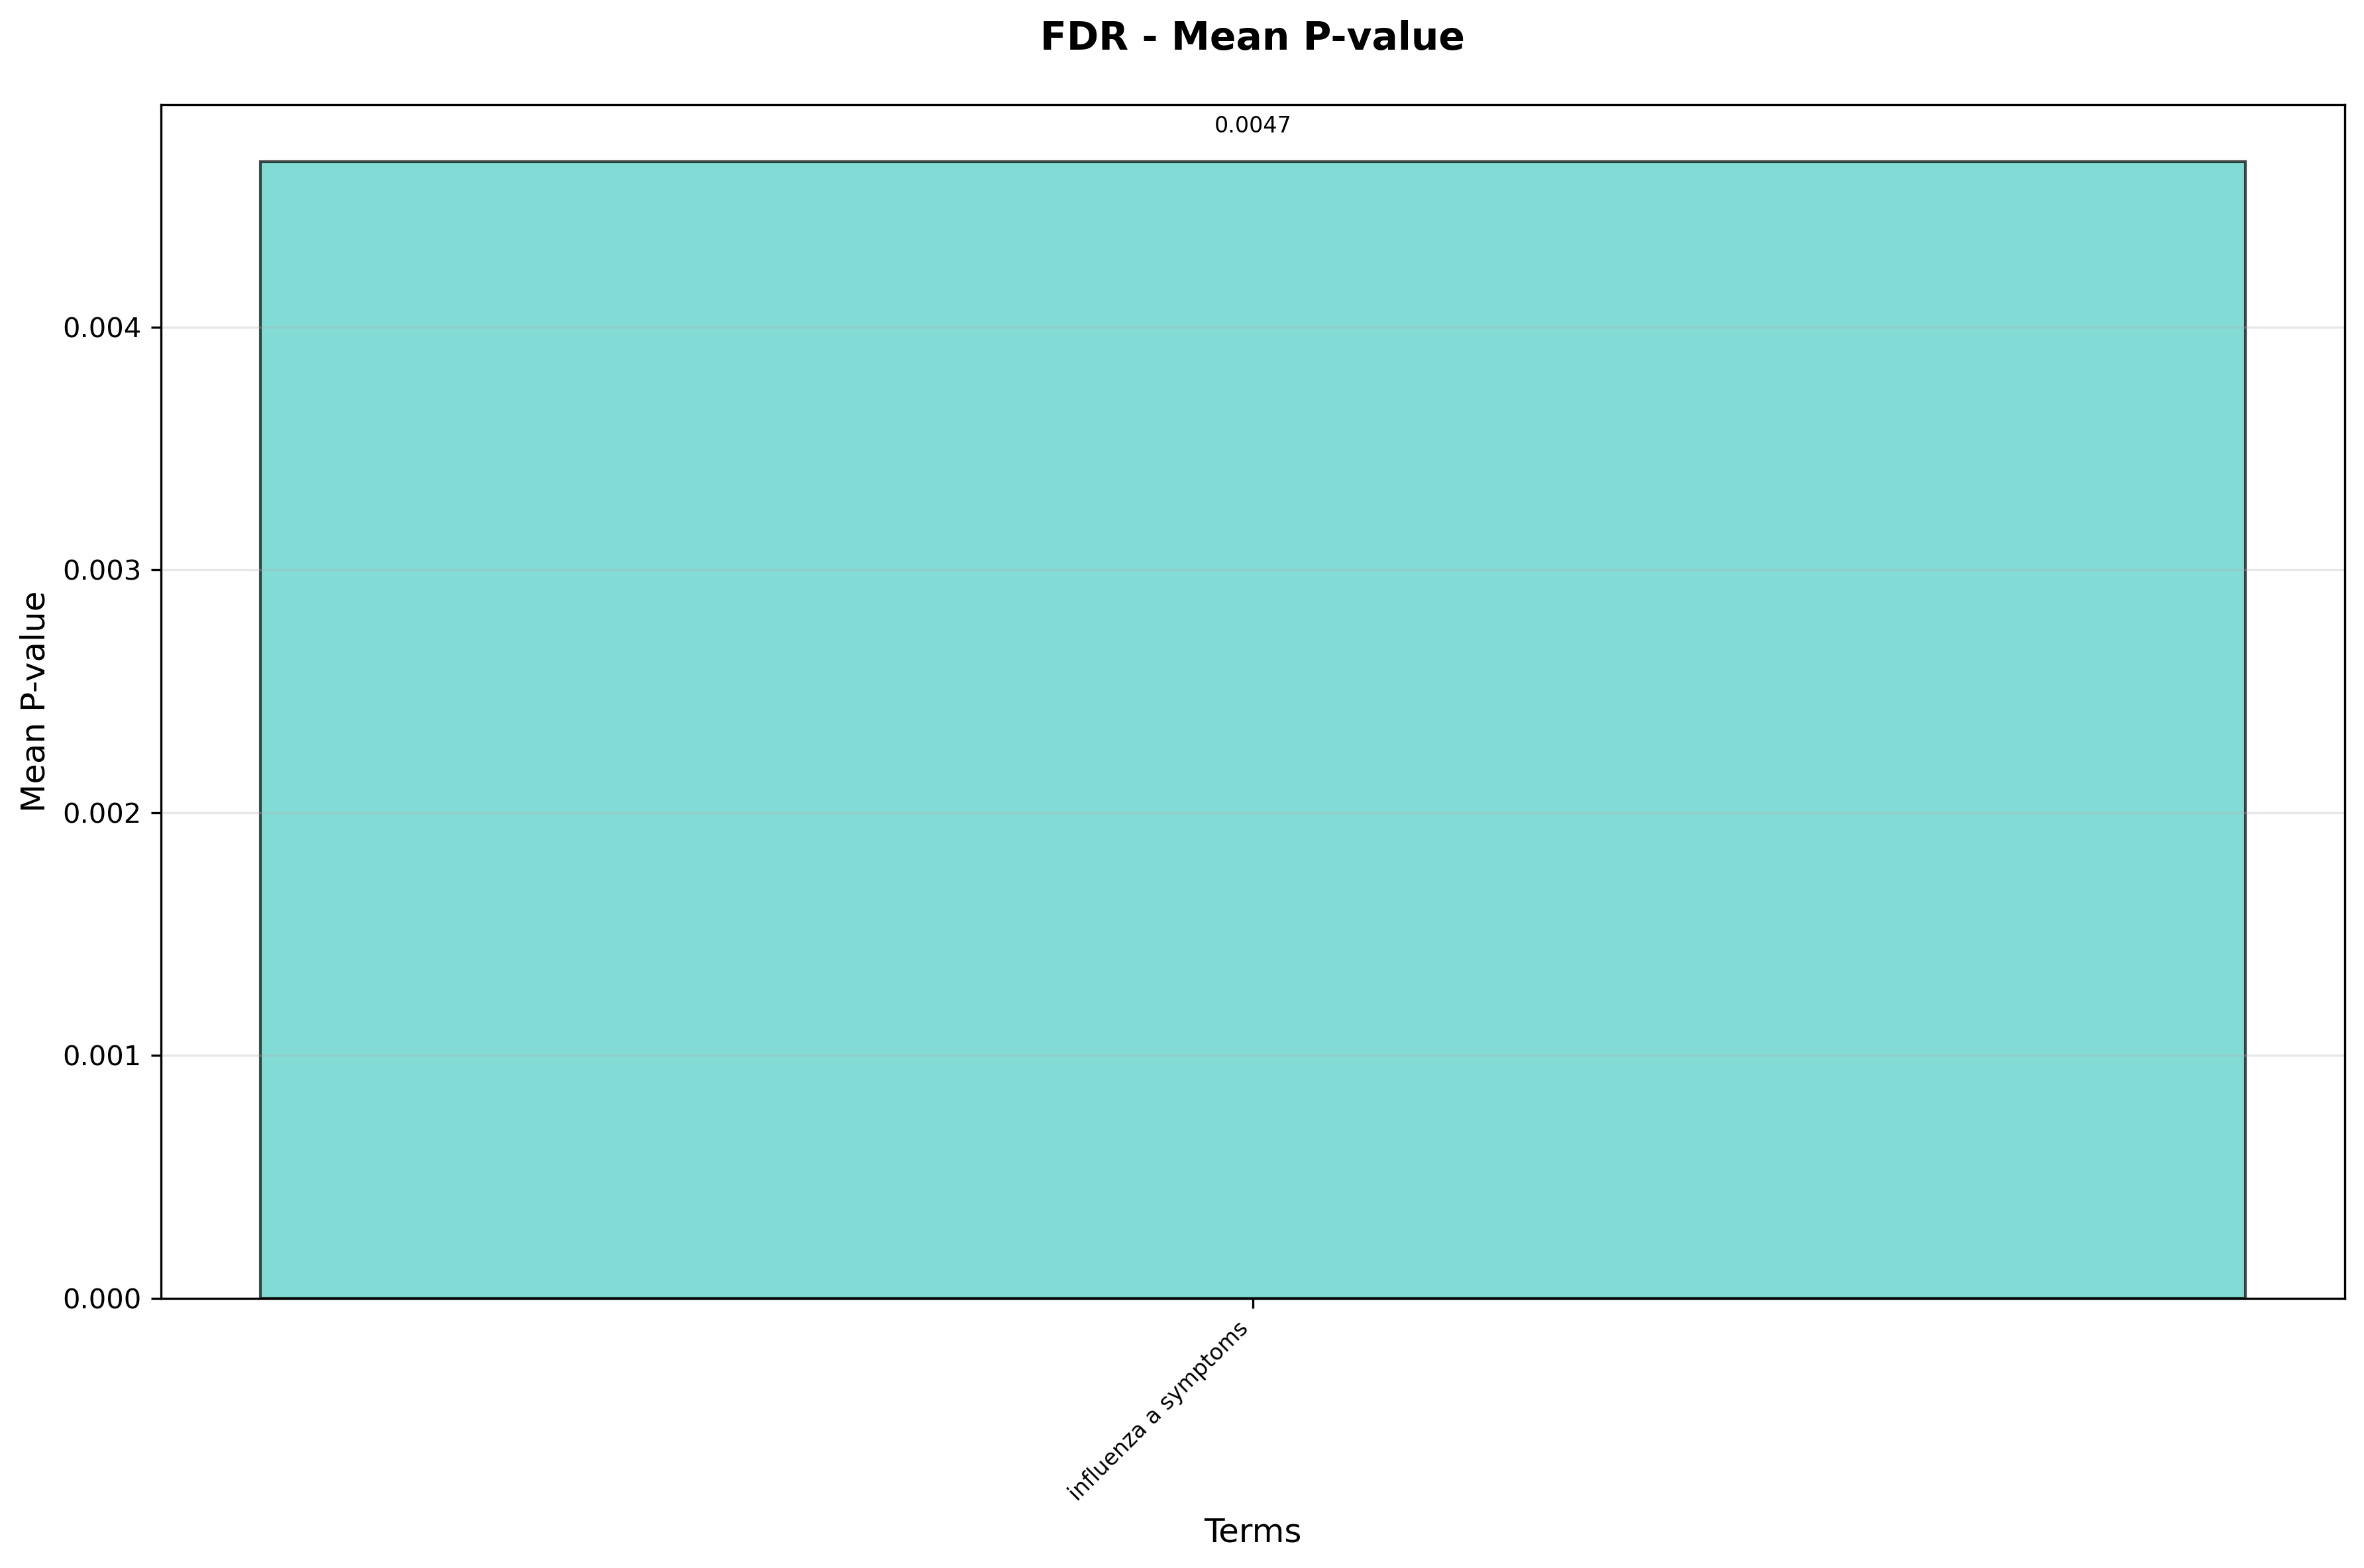 FDR - Mean P-value
0.0047
0.004
0.003
0.002
0.001
0.000
Mean P-value
influenza a symptoms
Terms